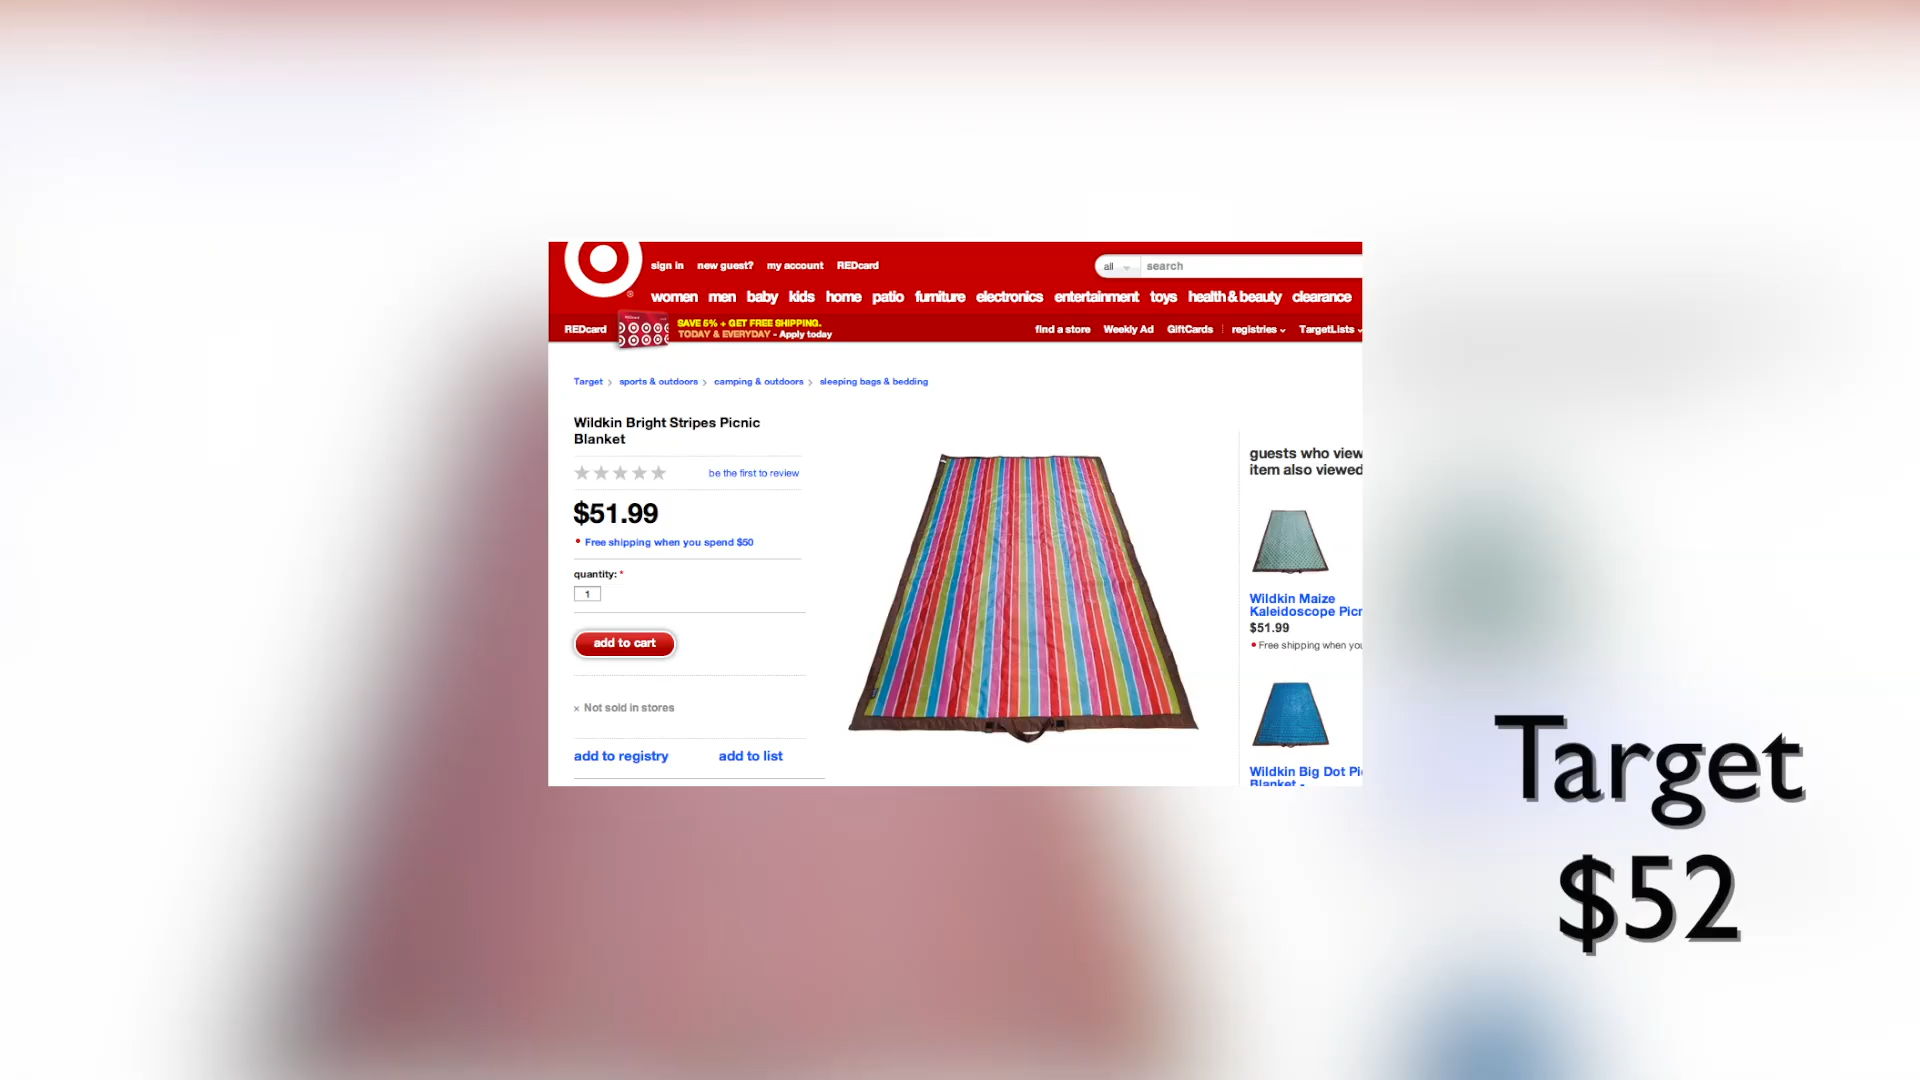 sign in new guest? my account REDcard
all search
women men baby kids home patio furniture electronics entertainment toys health & beauty clearance
REDcard
SAVE 5% + GET FREE SHIPPING.
TODAY & EVERYDAY - Apply today
find a store Weekly Ad GiftCards registries TargetLists
Target > sports & outdoors > camping & outdoors > sleeping bags & bedding
Wildkin Bright Stripes Picnic
Blanket
be the first to review
$51.99
Free shipping when you spend $50
quantity: *
1
add to cart
× Not sold in stores
add to registry add to list
guests who view
item also viewed
Wildkin Maize
Kaleidoscope Picn
$51.99
Free shipping when you
Wildkin Big Dot Pi
Blanket -
Target
$52